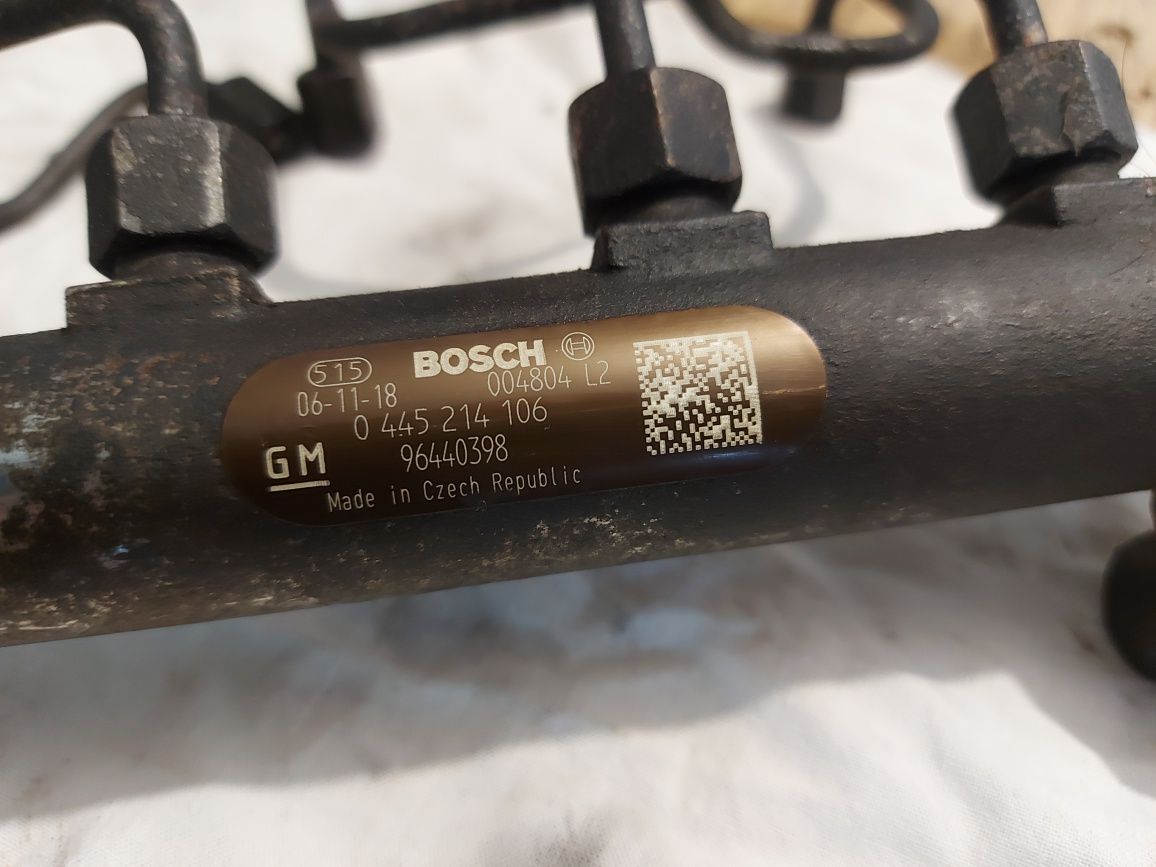 515 BOSCH
06-11-18 004804 L2
0 445 214 106
GM 96440398
Made in Czech Republic